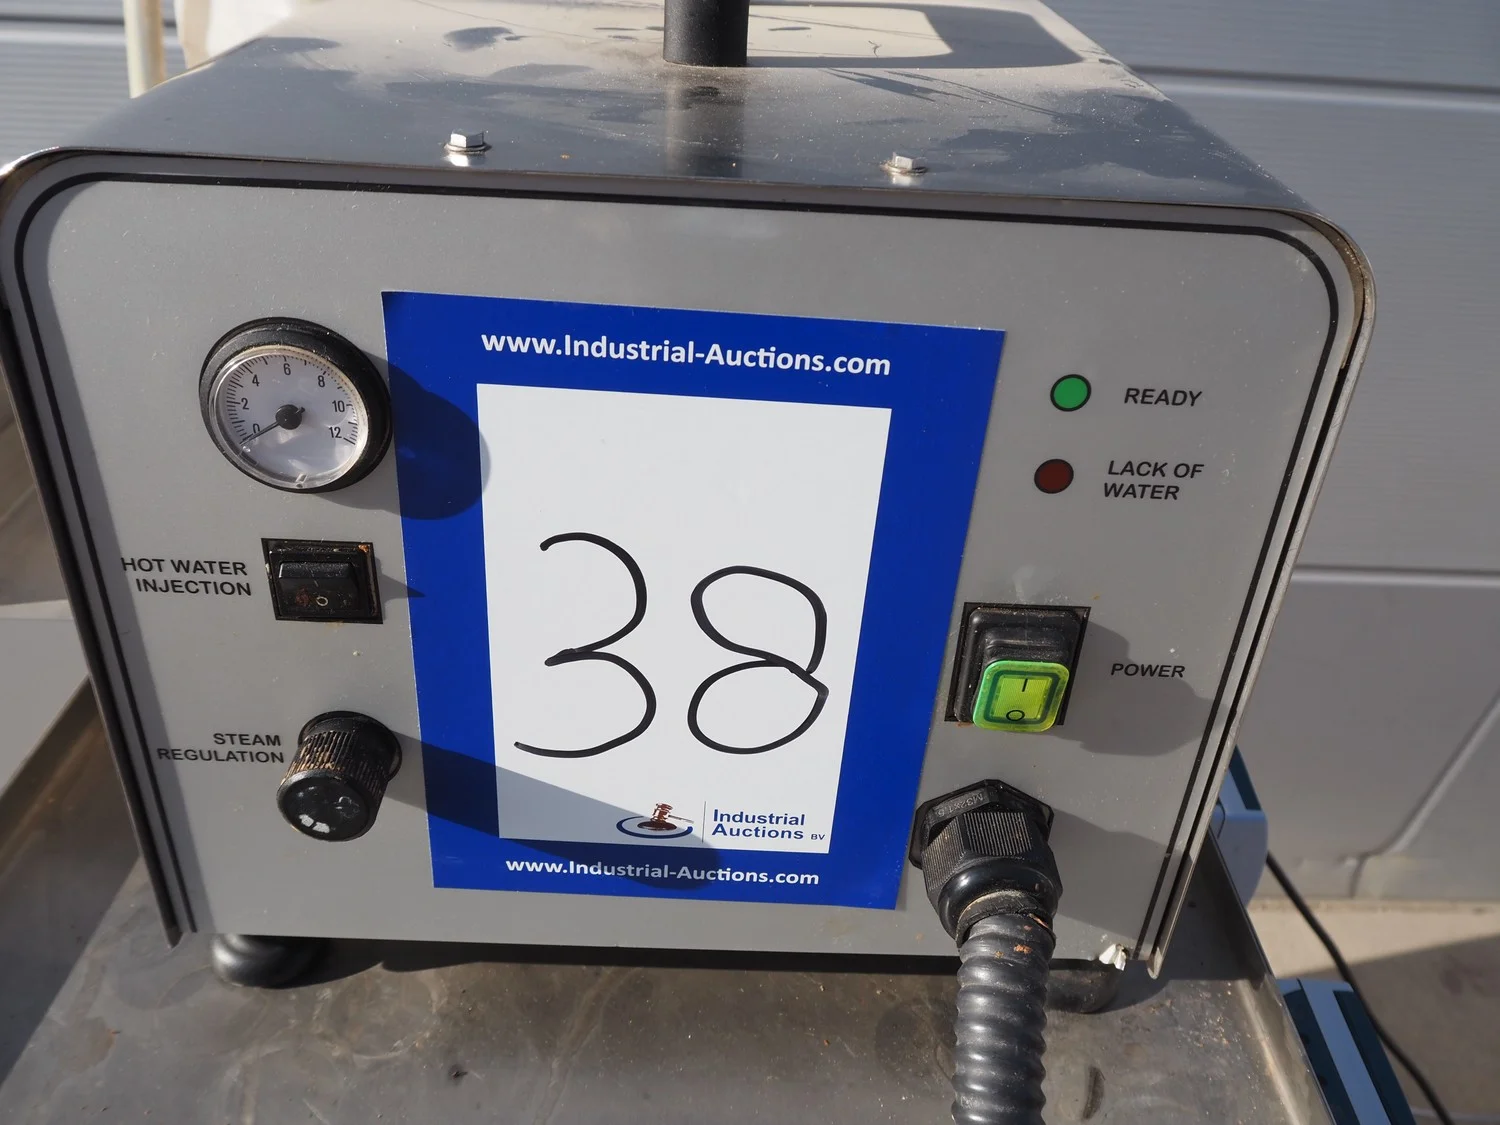 www.Industrial-Auctions.com
0 2 4 6 8 10 12
READY
LACK OF
WATER
HOT WATER
INJECTION
38
POWER
STEAM
REGULATION
Industrial
Auctions BV
www.Industrial-Auctions.com